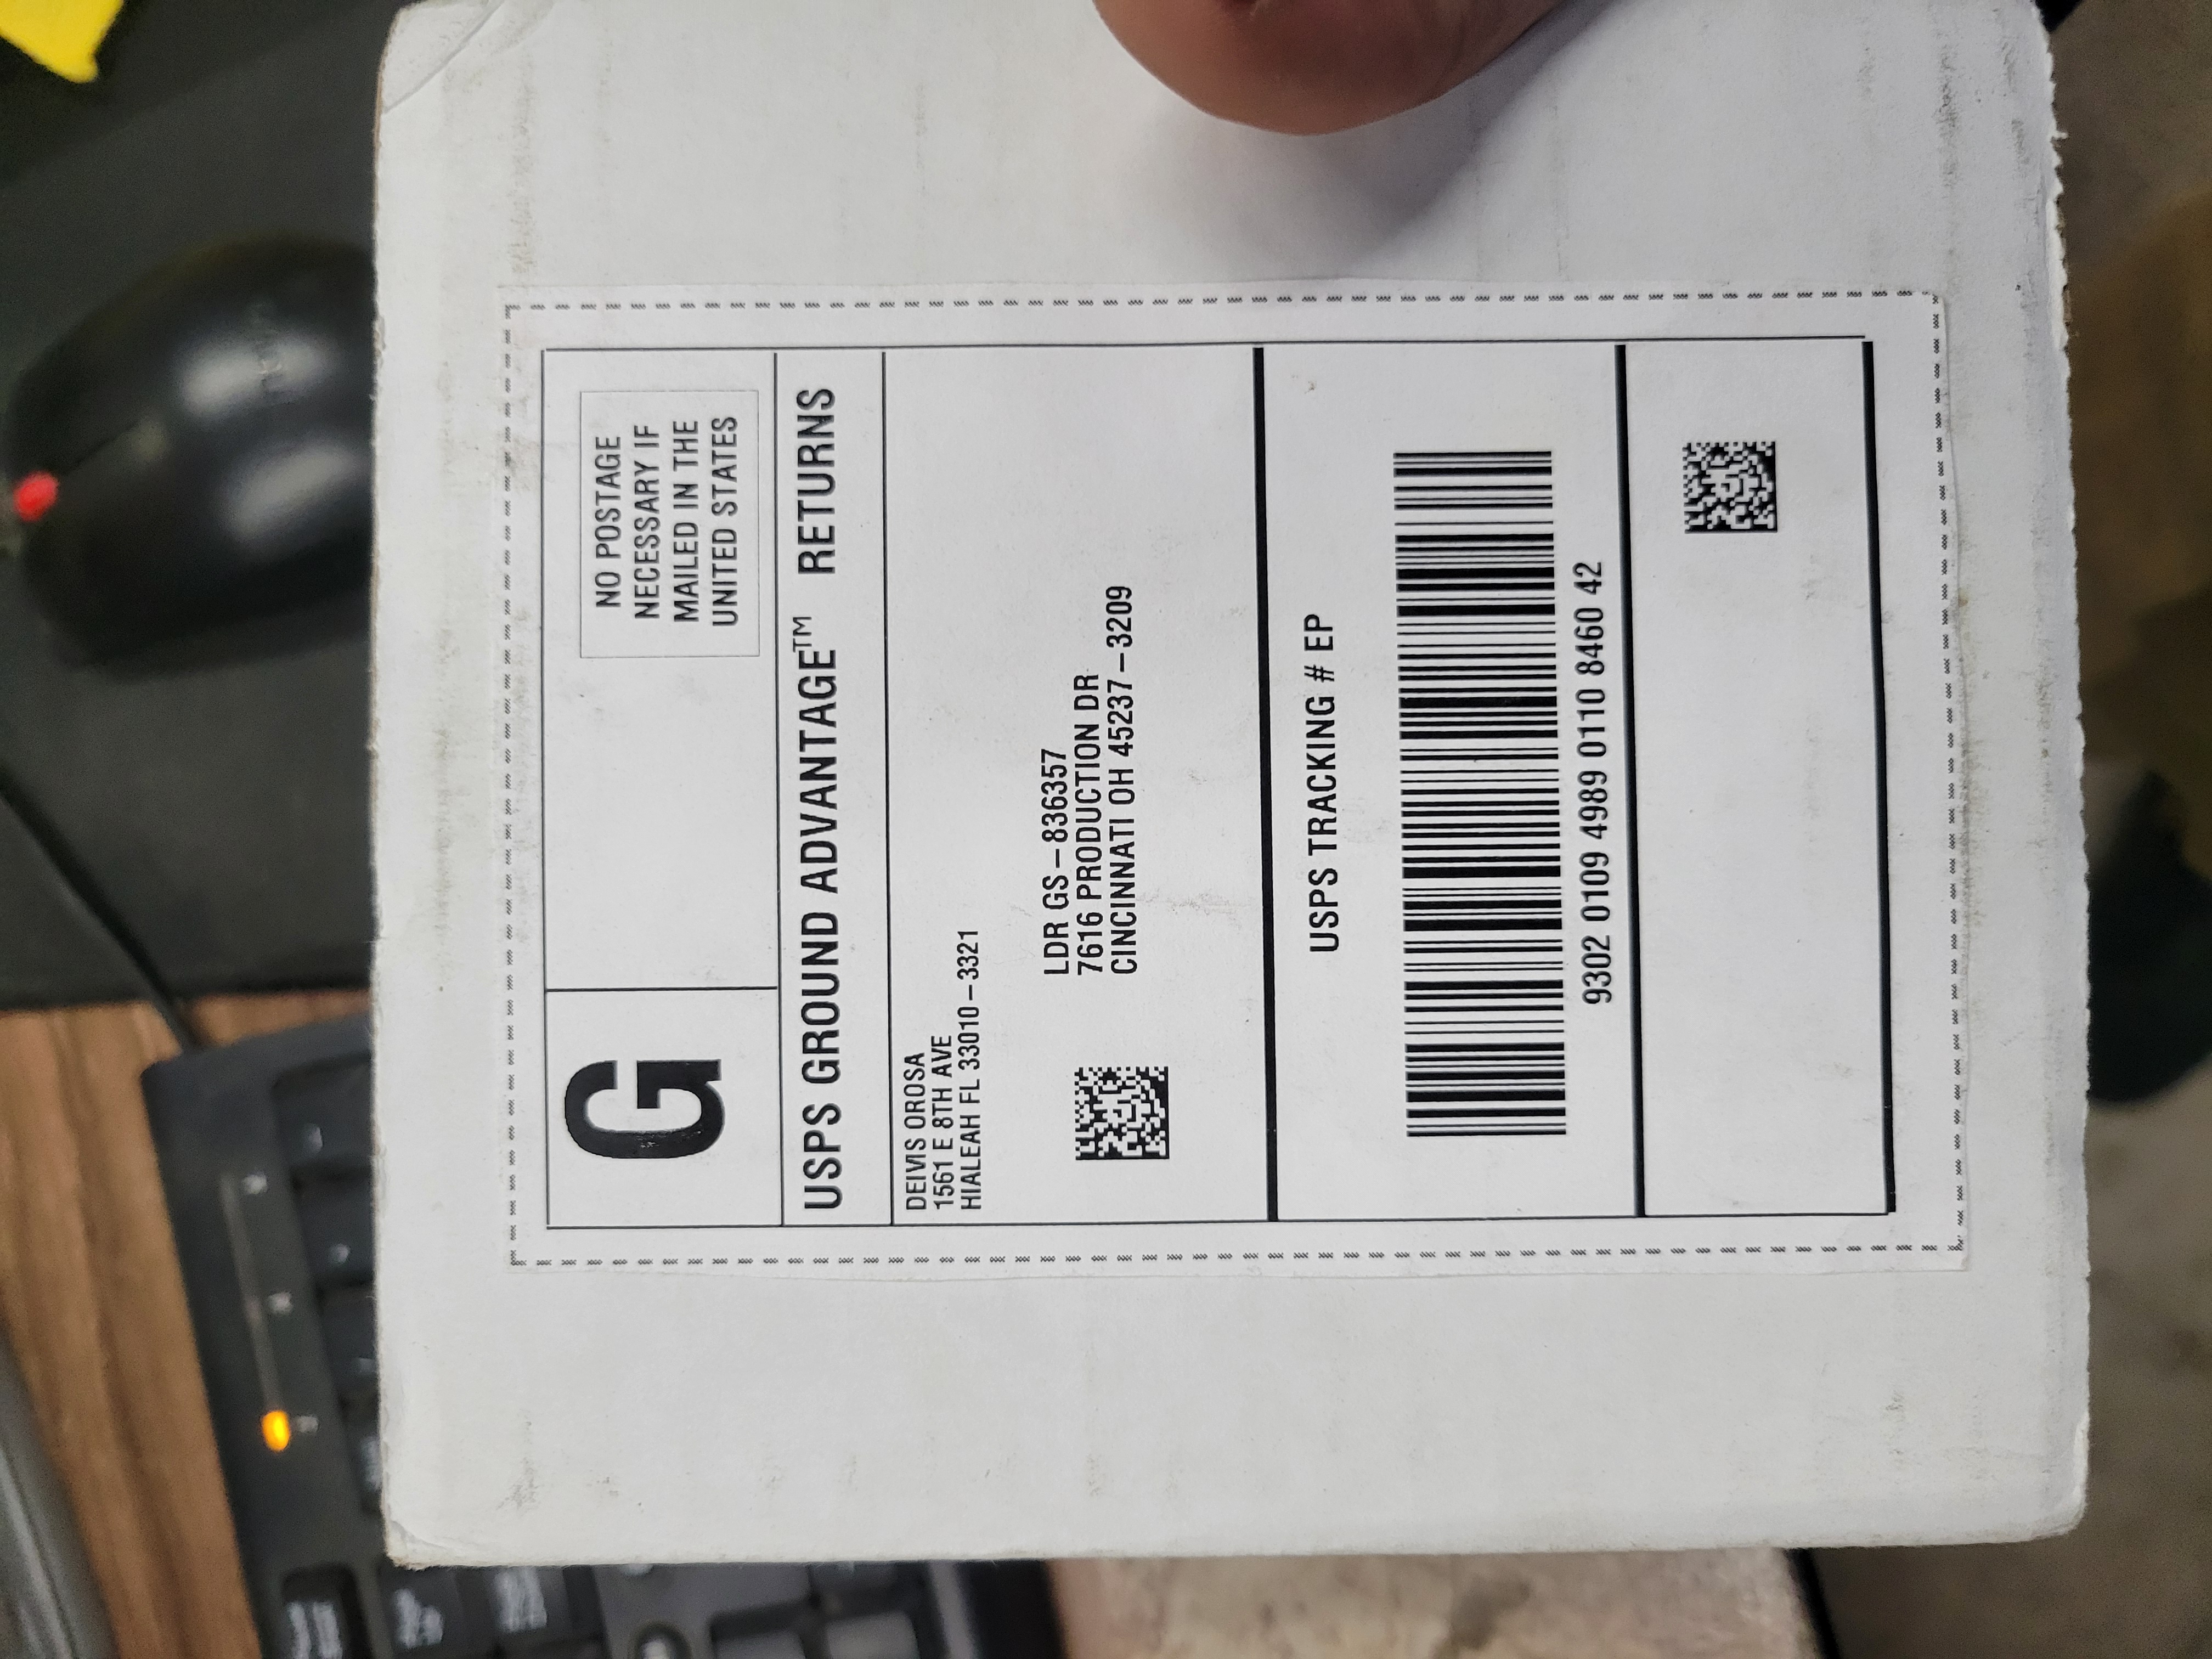 G
NO POSTAGE
NECESSARY IF
MAILED IN THE
UNITED STATES
USPS GROUND ADVANTAGE™ RETURNS
DEIVIS OROSA
1561 E 8TH AVE
HIALEAH FL 33010-3321
LDR GS-836357
7616 PRODUCTION DR
CINCINNATI OH 45237-3209
USPS TRACKING # EP
9302 0109 4989 0110 8460 42